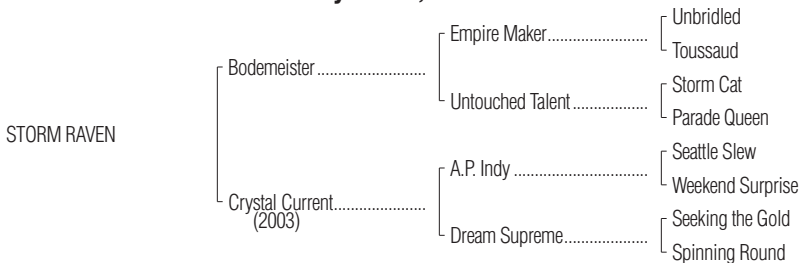 Unbridled
Empire Maker....................
Toussaud
Bodemeister..........................
Storm Cat
Untouched Talent..................
Parade Queen
STORM RAVEN
Seattle Slew
A.P. Indy ................................
Weekend Surprise
Crystal Current......................
(2003)
Seeking the Gold
Dream Supreme....................
Spinning Round